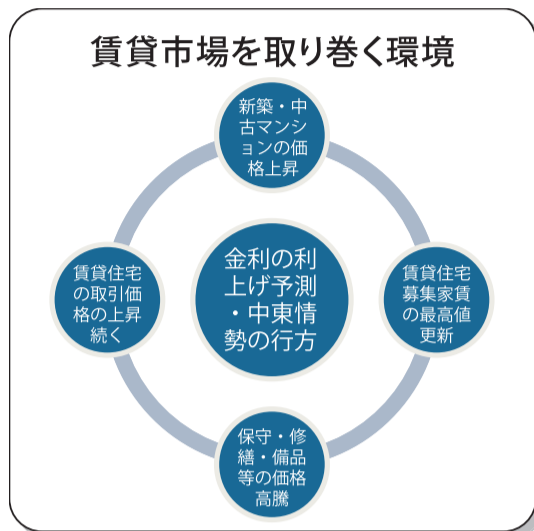 賃貸市場を取り巻く環境
新築・中
古マンシ
ョンの価
格上昇
賃貸住宅
の取引価
格の上昇
続く
金利の利
上げ予測
・中東情
勢の行方
賃貸住宅
募集家賃
の最高値
更新
保守・修
繕・備品
等の価格
高騰